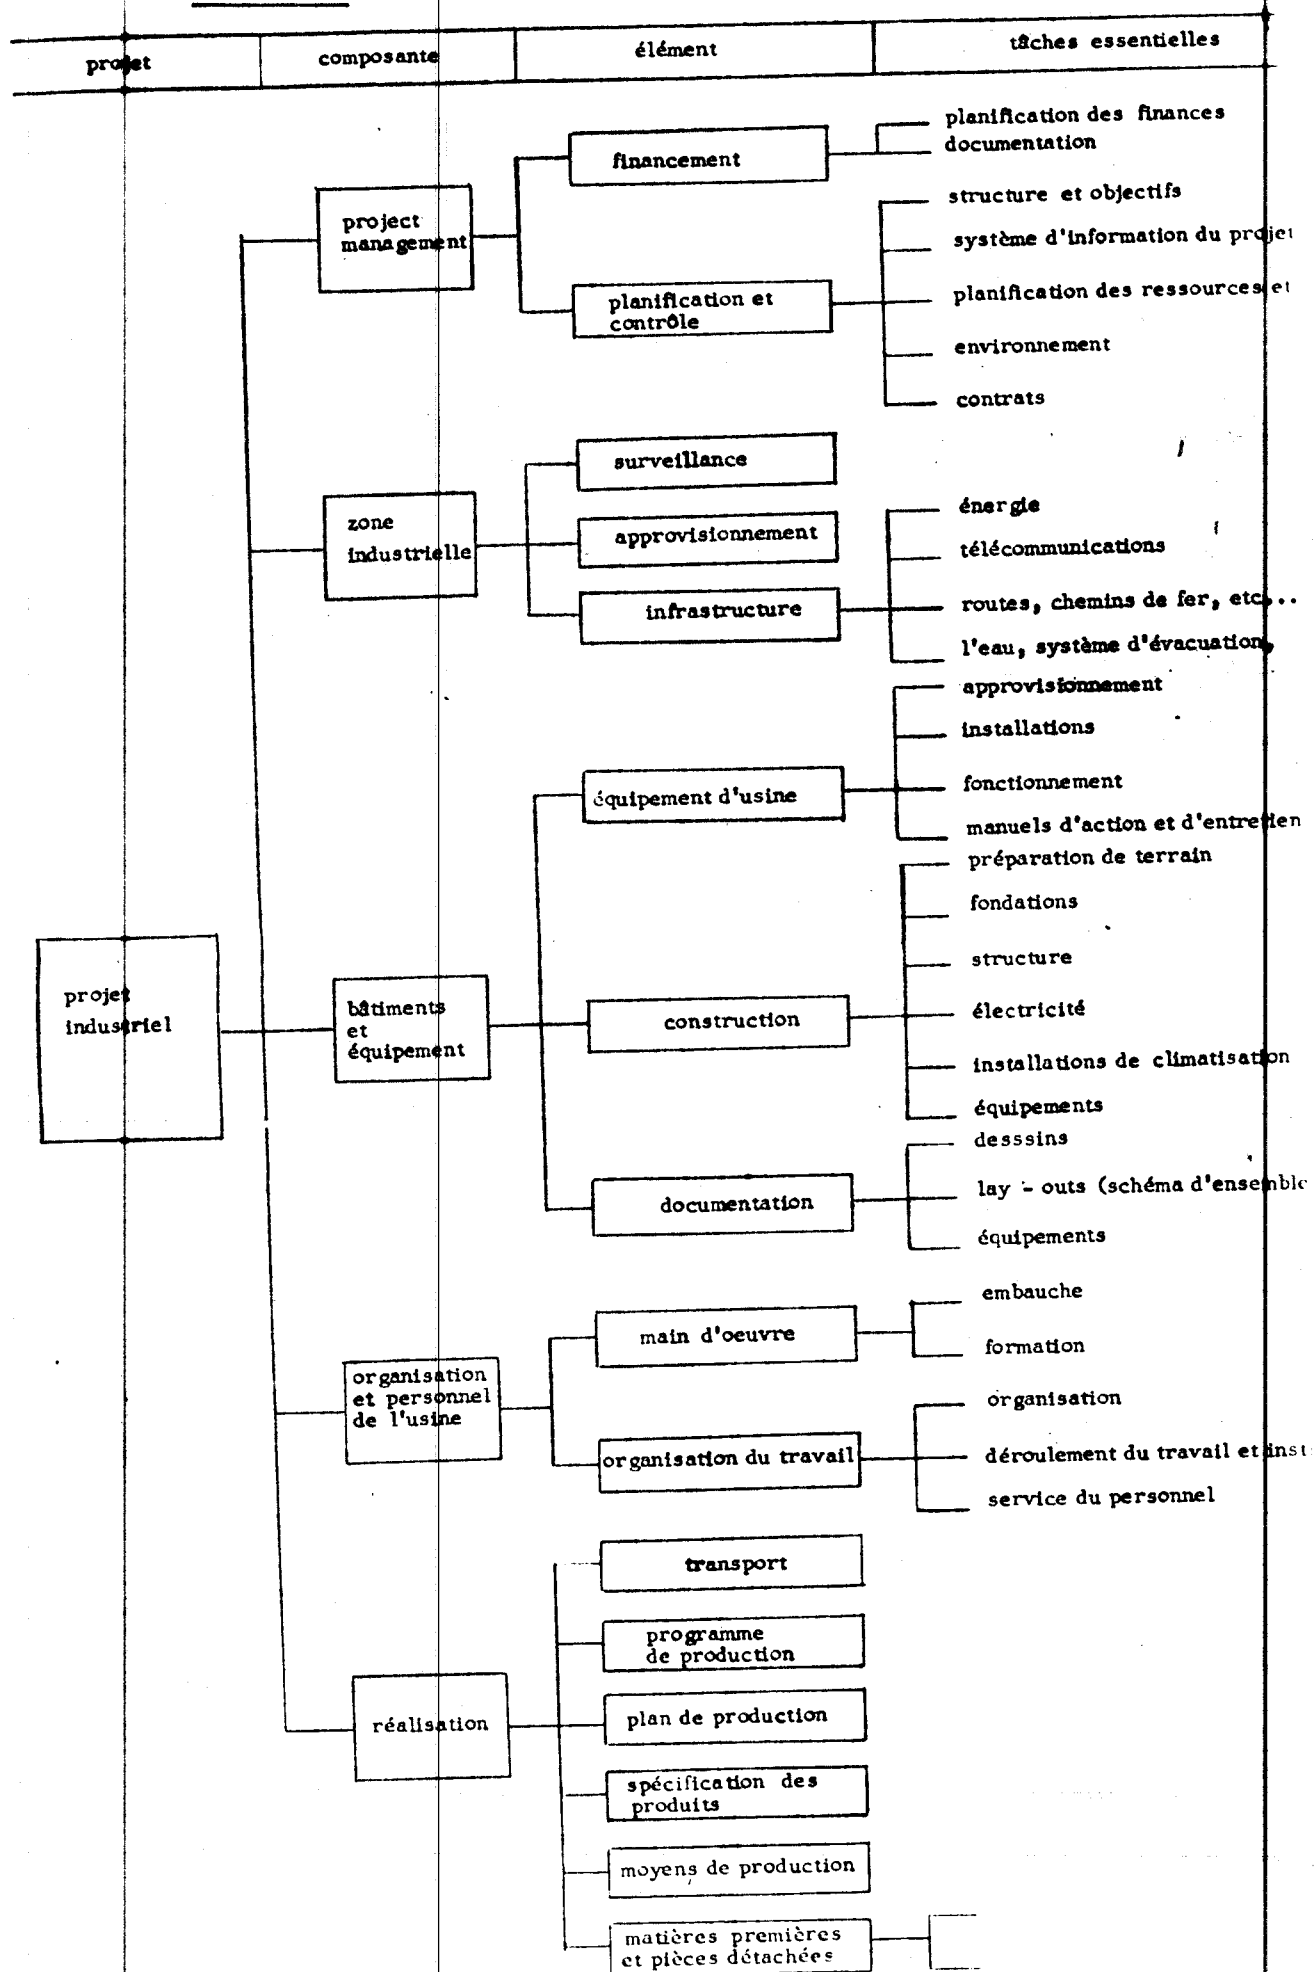 projet
composante
élément
tâches essentielles
planification des finances
documentation
financement
project
management
structure et objectifs
système d'information du projet
planification et
contrôle
planification des ressources et
environnement
contrats
surveillance
zone
industrielle
approvisionnement
infrastructure
énergie
télécommunications
routes, chemins de fer, etc...
l'eau, système d'évacuation,
approvisionnement
installations
équipement d'usine
fonctionnement
manuels d'action et d'entretien
préparation de terrain
fondations
structure
projet
industriel
bâtiments
et
équipement
construction
électricité
installations de climatisation
équipements
desssins
lay - outs (schéma d'ensemble
documentation
équipements
embauche
main d'oeuvre
formation
organisation
et personnel
de l'usine
organisation
organisation du travail
déroulement du travail et inst
service du personnel
transport
programme
de production
réalisation
plan de production
spécification des
produits
moyens de production
matières premières
et pièces détachées